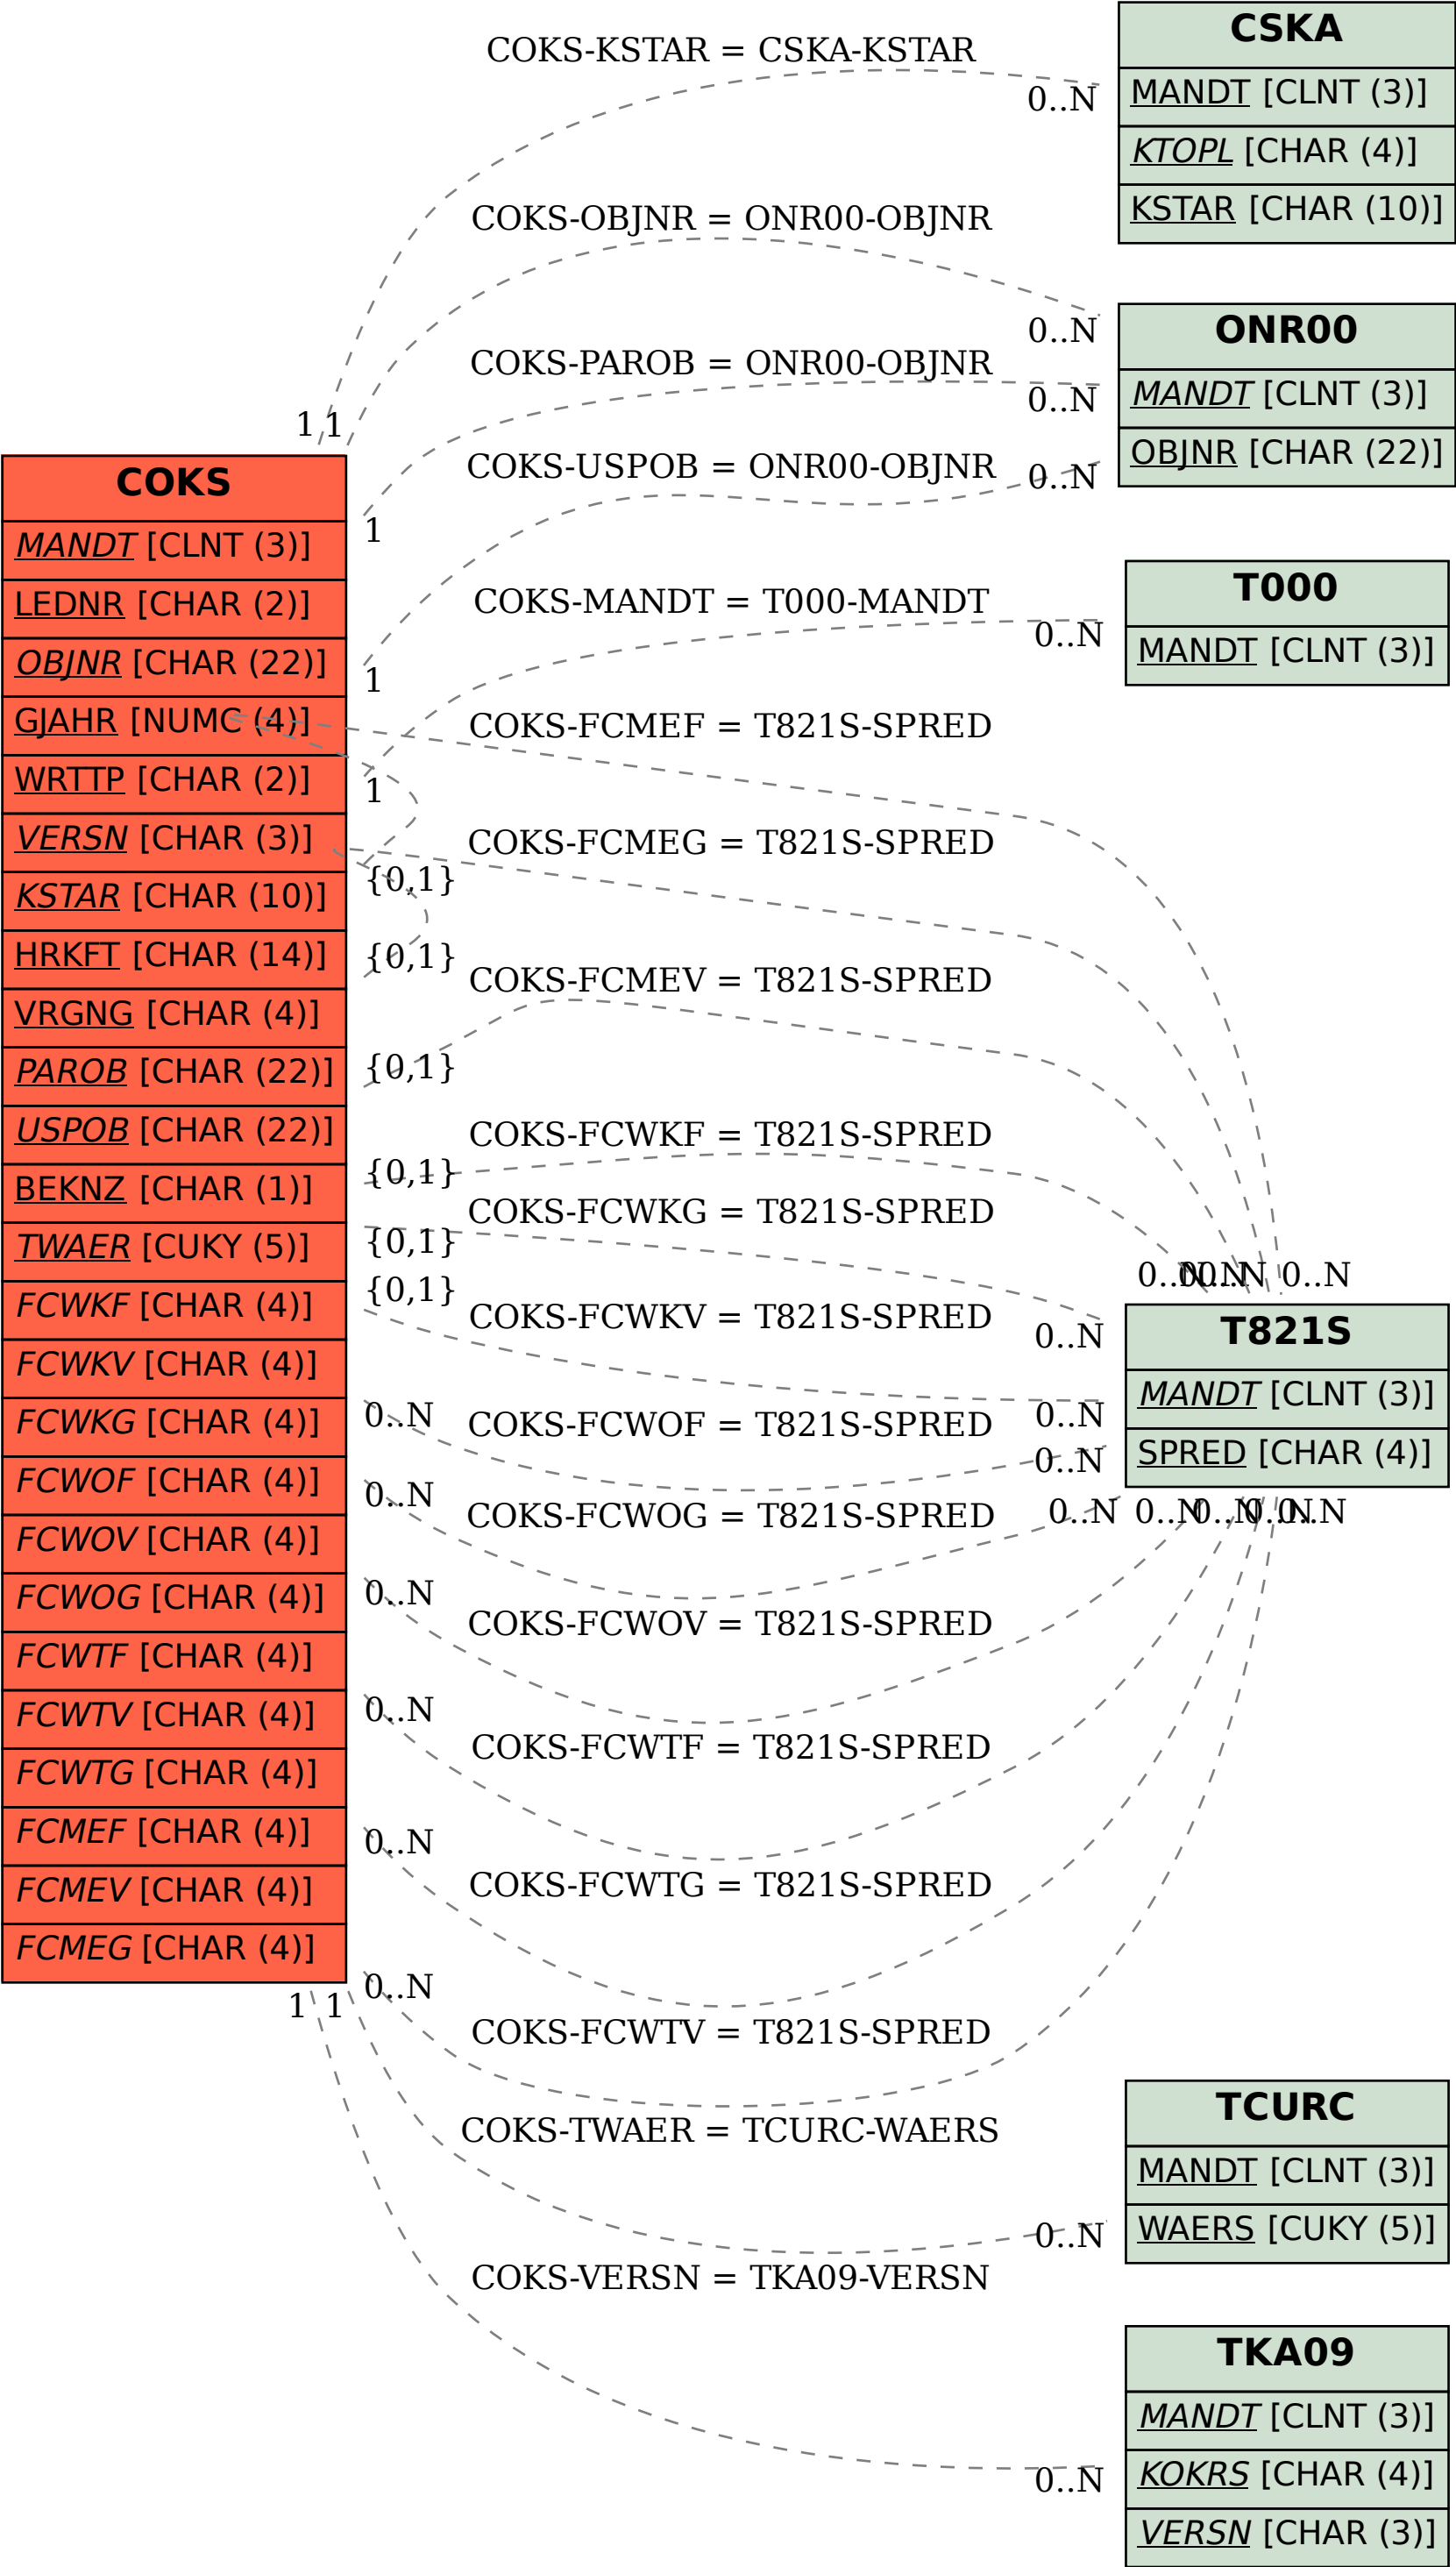 COKS
MANDT [CLNT (3)]
LEDNR [CHAR (2)]
OBJNR [CHAR (22)]
GJAHR [NUMC (4)]
WRTTP [CHAR (2)]
VERSN [CHAR (3)]
KSTAR [CHAR (10)]
HRKFT [CHAR (14)]
VRGNG [CHAR (4)]
PAROB [CHAR (22)]
USPOB [CHAR (22)]
BEKNZ [CHAR (1)]
TWAER [CUKY (5)]
FCWKF [CHAR (4)]
FCWKV [CHAR (4)]
FCWKG [CHAR (4)]
FCWOF [CHAR (4)]
FCWOV [CHAR (4)]
FCWOG [CHAR (4)]
FCWTF [CHAR (4)]
FCWTV [CHAR (4)]
FCWTG [CHAR (4)]
FCMEF [CHAR (4)]
FCMEV [CHAR (4)]
FCMEG [CHAR (4)]
COKS-KSTAR = CSKA-KSTAR
0..N
1
COKS-OBJNR = ONR00-OBJNR
0..N
1
COKS-PAROB = ONR00-OBJNR
0..N
1
COKS-USPOB = ONR00-OBJNR
0..N
1
COKS-MANDT = T000-MANDT
0..N
1
COKS-FCMEF = T821S-SPRED
0..N
{0,1}
COKS-FCMEG = T821S-SPRED
0..N
{0,1}
COKS-FCMEV = T821S-SPRED
0..N
{0,1}
COKS-FCWKF = T821S-SPRED
0..N
{0,1}
COKS-FCWKG = T821S-SPRED
0..N
{0,1}
COKS-FCWKV = T821S-SPRED
0..N
{0,1}
COKS-FCWOF = T821S-SPRED
0..N
0..N
COKS-FCWOG = T821S-SPRED
0..N
0..N
COKS-FCWOV = T821S-SPRED
0..N
0..N
COKS-FCWTF = T821S-SPRED
0..N
0..N
COKS-FCWTG = T821S-SPRED
0..N
0..N
COKS-FCWTV = T821S-SPRED
0..N
0..N
COKS-TWAER = TCURC-WAERS
0..N
1
COKS-VERSN = TKA09-VERSN
0..N
1
CSKA
MANDT [CLNT (3)]
KTOPL [CHAR (4)]
KSTAR [CHAR (10)]
ONR00
MANDT [CLNT (3)]
OBJNR [CHAR (22)]
T000
MANDT [CLNT (3)]
T821S
MANDT [CLNT (3)]
SPRED [CHAR (4)]
TCURC
MANDT [CLNT (3)]
WAERS [CUKY (5)]
TKA09
MANDT [CLNT (3)]
KOKRS [CHAR (4)]
VERSN [CHAR (3)]